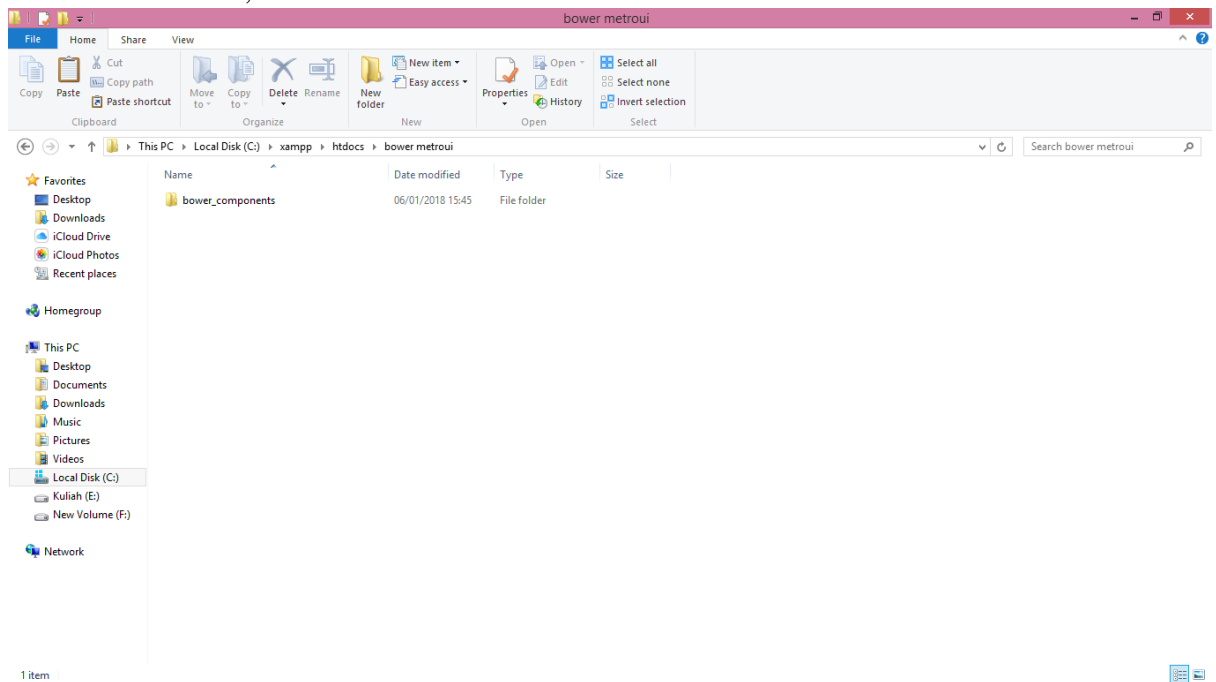 bower metroui
File Home Share View
Copy
Paste
Cut
Copy path
Paste shortcut
Clipboard
Move to
Copy to
Delete
Rename
Organize
New folder
New item
Easy access
New
Properties
Open
Edit
History
Open
Select all
Select none
Invert selection
Select
This PC Local Disk (C:) xampp htdocs bower metroui
Search bower metroui
Favorites
Desktop
Downloads
iCloud Drive
iCloud Photos
Recent places
Homegroup
This PC
Desktop
Documents
Downloads
Music
Pictures
Videos
Local Disk (C:)
Kuliah (E:)
New Volume (F:)
Network
Name Date modified Type Size
bower_components 06/01/2018 15:45 File folder
1 item